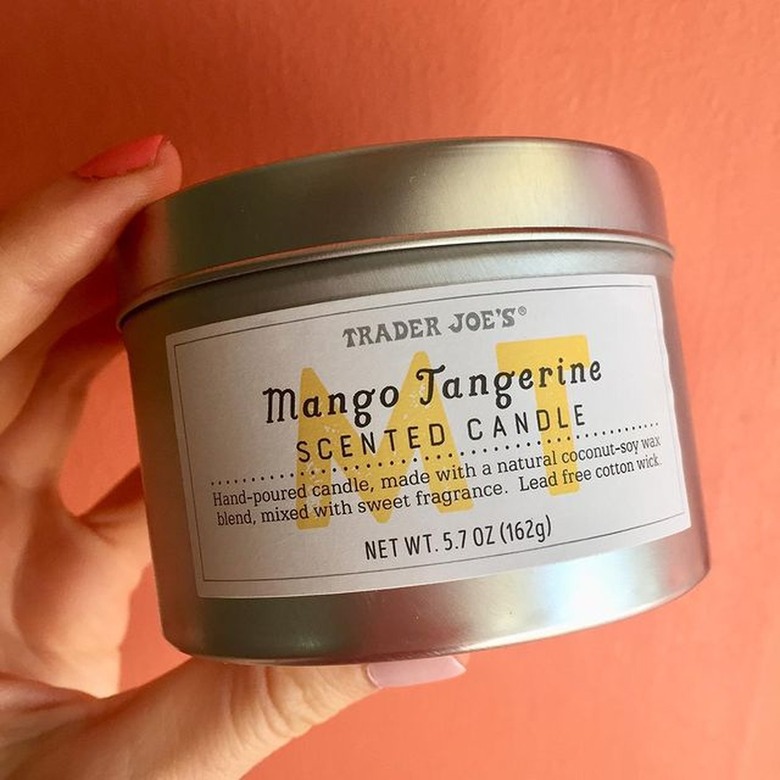 TRADER JOE'S®
Mango Tangerine
SCENTED CANDLE
Hand-poured candle, made with a natural coconut-soy wax
blend, mixed with sweet fragrance. Lead free cotton wick.
NET WT. 5.7 OZ (162g)
MT